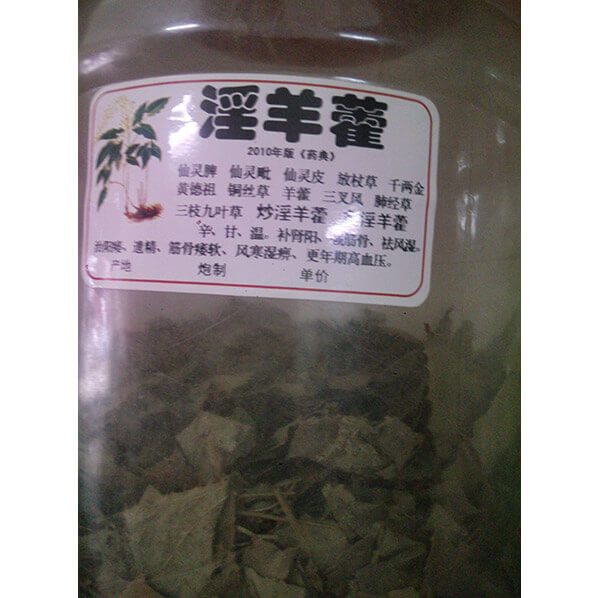 淫羊藿
2010年版《药典》
仙灵脾 仙灵毗 仙灵皮 放杖草 千两金
黄德祖 铜丝草 羊藿 三叉风 肺经草
三枝九叶草 炒淫羊藿 淫羊藿
辛、甘、温。补肾阳、筋骨、祛风湿。
治阳痿、遗精、筋骨痿软、风寒湿痹、更年期高血压。
产地 炮制 单价